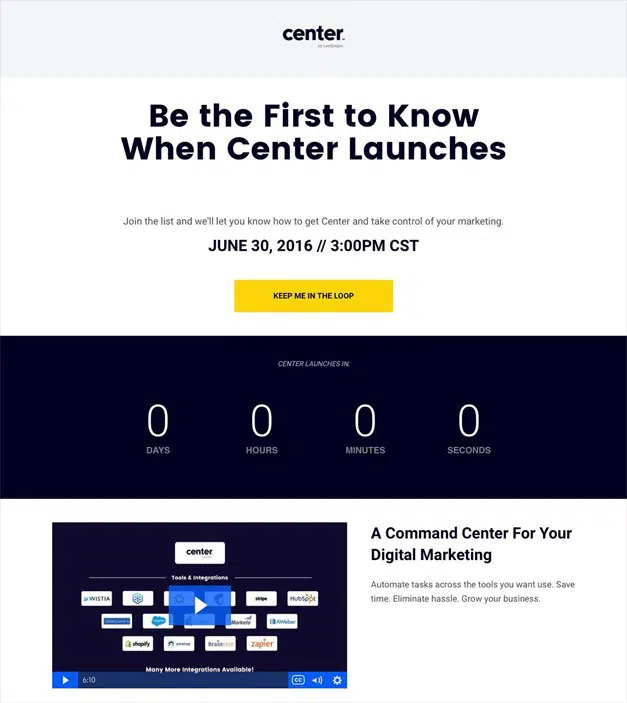 center
by Leadpages
Be the First to Know
When Center Launches
Join the list and we'll let you know how to get Center and take control of your marketing.
JUNE 30, 2016 // 3:00PM CST
KEEP ME IN THE LOOP
CENTER LAUNCHES IN:
0 0 0 0
DAYS HOURS MINUTES SECONDS
center
Tools & Integrations
WISTIA stripe HubSpot
Marketo AWeber
shopify Braintree zapier
Many More Integrations Available!
6:10 CC
A Command Center For Your
Digital Marketing
Automate tasks across the tools you want use. Save
time. Eliminate hassle. Grow your business.